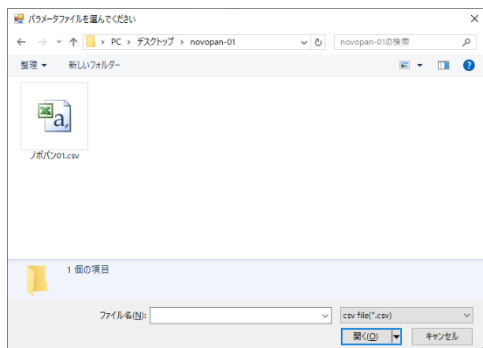 パラメータファイルを選んでください
PC › デスクトップ › novopan-01
novopan-01の検索
整理 新しいフォルダー
a,
ノボパン01.csv
1 個の項目
ファイル名(N):
csv file(*.csv)
開く(O) キャンセル